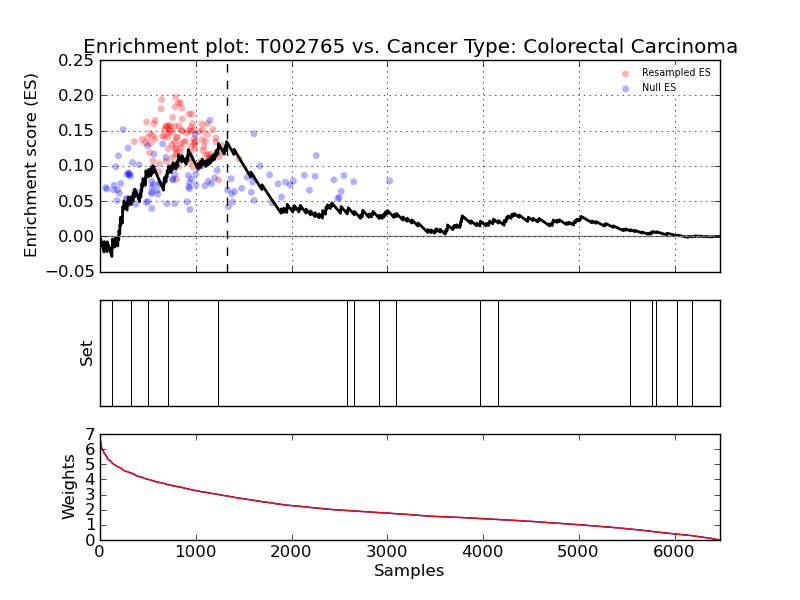 Enrichment plot: T002765 vs. Cancer Type: Colorectal Carcinoma
0.25
0.20
0.15
0.10
0.05
0.00
−0.05
Enrichment score (ES)
Resampled ES
Null ES
Set
7
6
5
4
3
2
1
0
Weights
0 1000 2000 3000 4000 5000 6000
Samples